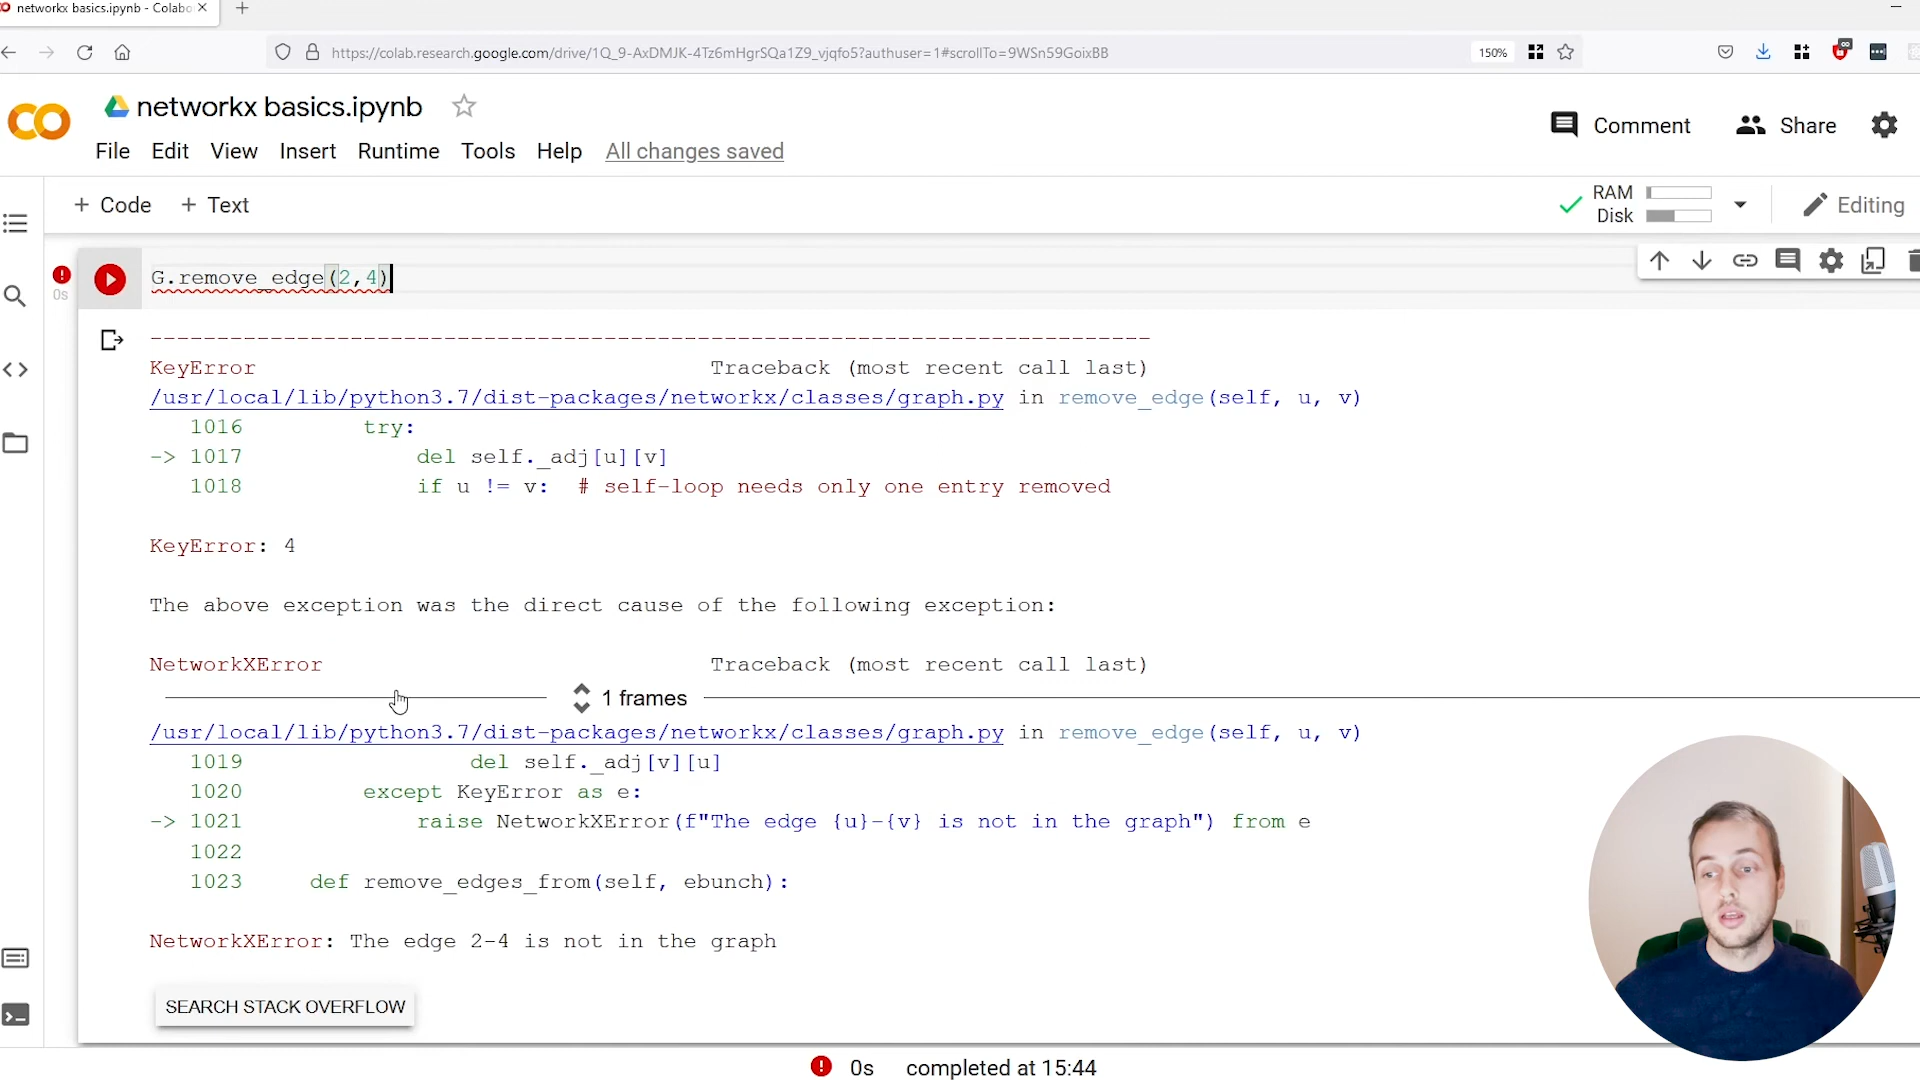 networkx basics.ipynb - Colabo
https://colab.research.google.com/drive/1Q_9-AxDMJK-4Tz6mHgrSQa1Z9_vjqfo5?authuser=1#scrollTo=9WSn59GoixBB
150%
networkx basics.ipynb
Comment
Share
File Edit View Insert Runtime Tools Help All changes saved
+ Code + Text
RAM
Disk
Editing
0s
G.remove_edge(2,4)
---------------------------------------------------------------------------
KeyError Traceback (most recent call last)
/usr/local/lib/python3.7/dist-packages/networkx/classes/graph.py in remove_edge(self, u, v)
1016 try:
-> 1017 del self._adj[u][v]
1018 if u != v: # self-loop needs only one entry removed
KeyError: 4
The above exception was the direct cause of the following exception:
NetworkXError Traceback (most recent call last)
1 frames
/usr/local/lib/python3.7/dist-packages/networkx/classes/graph.py in remove_edge(self, u, v)
1019 del self._adj[v][u]
1020 except KeyError as e:
-> 1021 raise NetworkXError(f"The edge {u}-{v} is not in the graph") from e
1022
1023 def remove_edges_from(self, ebunch):
NetworkXError: The edge 2-4 is not in the graph
SEARCH STACK OVERFLOW
0s completed at 15:44